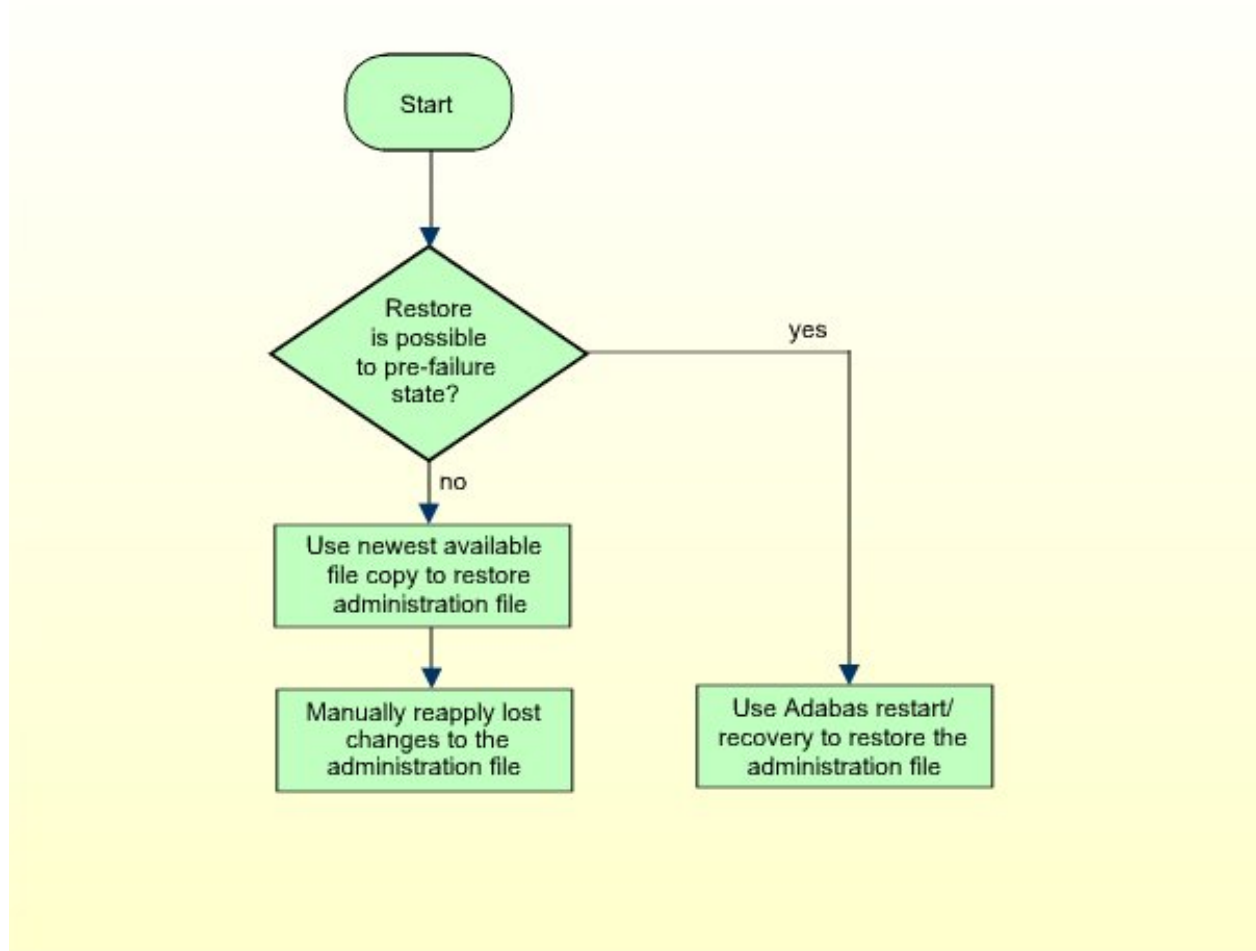 Start
Restore
is possible
to pre-failure
state?
yes
no
Use newest available
file copy to restore
administration file
Manually reapply lost
changes to the
administration file
Use Adabas restart/
recovery to restore the
administration file